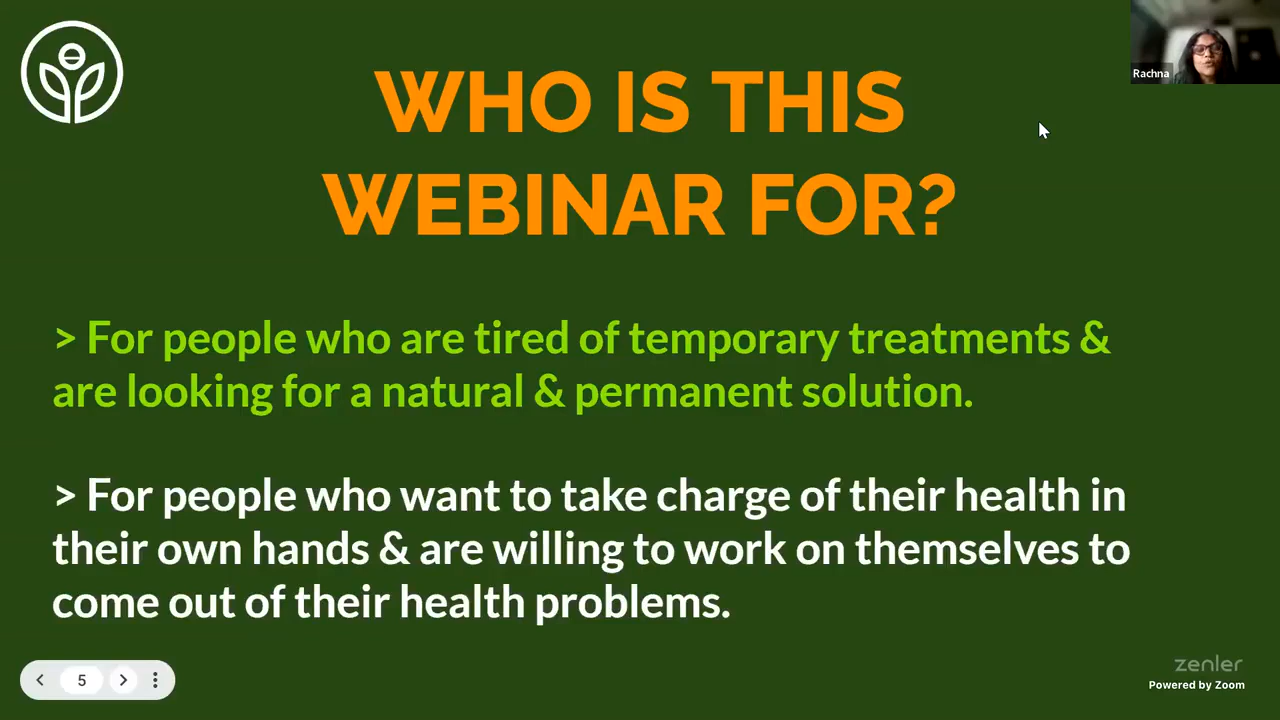 Rachna
WHO IS THIS
WEBINAR FOR?
> For people who are tired of temporary treatments &
are looking for a natural & permanent solution.
> For people who want to take charge of their health in
their own hands & are willing to work on themselves to
come out of their health problems.
5
zenler
Powered by Zoom